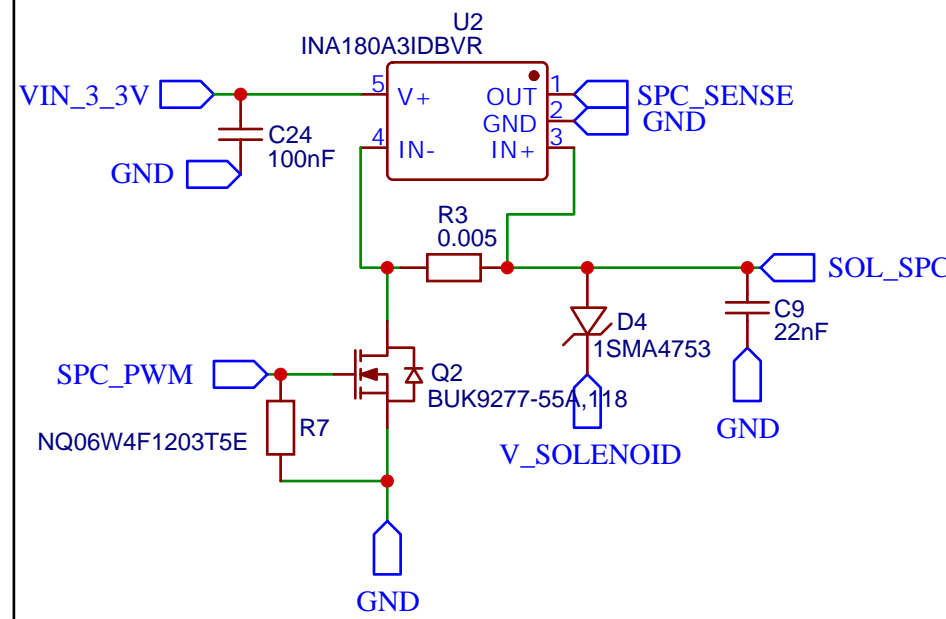 U2
INA180A3IDBVR
VIN_3_3V
5
V+
OUT
1
SPC_SENSE
GND
2
GND
C24
100nF
4
IN-
IN+
3
GND
R3
0.005
SOL_SPC
D4
1SMA4753
C9
22nF
SPC_PWM
Q2
BUK9277-55A,118
R7
NQ06W4F1203T5E
V_SOLENOID
GND
GND